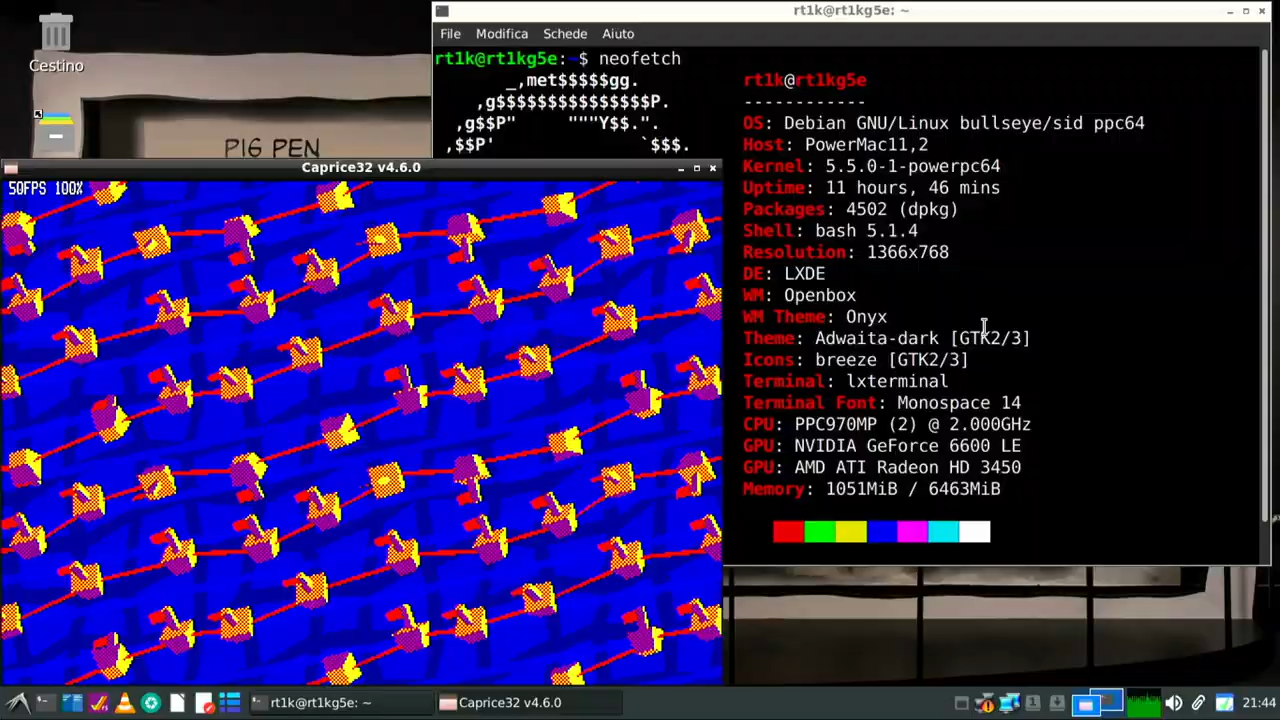 rt1k@rt1kg5e: ~
File Modifica Schede Aiuto
Cestino
rt1k@rt1kg5e:~$ neofetch
_,met$$$$$gg.
,g$$$$$$$$$$$$$$$P.
,g$$P" """Y$$.".
,$$P' `$$$.
PIG PEN
rt1k@rt1kg5e
------------
OS: Debian GNU/Linux bullseye/sid ppc64
Host: PowerMac11,2
Kernel: 5.5.0-1-powerpc64
Uptime: 11 hours, 46 mins
Packages: 4502 (dpkg)
Shell: bash 5.1.4
Resolution: 1366x768
DE: LXDE
WM: Openbox
WM Theme: Onyx
Theme: Adwaita-dark [GTK2/3]
Icons: breeze [GTK2/3]
Terminal: lxterminal
Terminal Font: Monospace 14
CPU: PPC970MP (2) @ 2.000GHz
GPU: NVIDIA GeForce 6600 LE
GPU: AMD ATI Radeon HD 3450
Memory: 1051MiB / 6463MiB
Caprice32 v4.6.0
50FPS 100%
rt1k@rt1kg5e: ~
Caprice32 v4.6.0
1
21:44